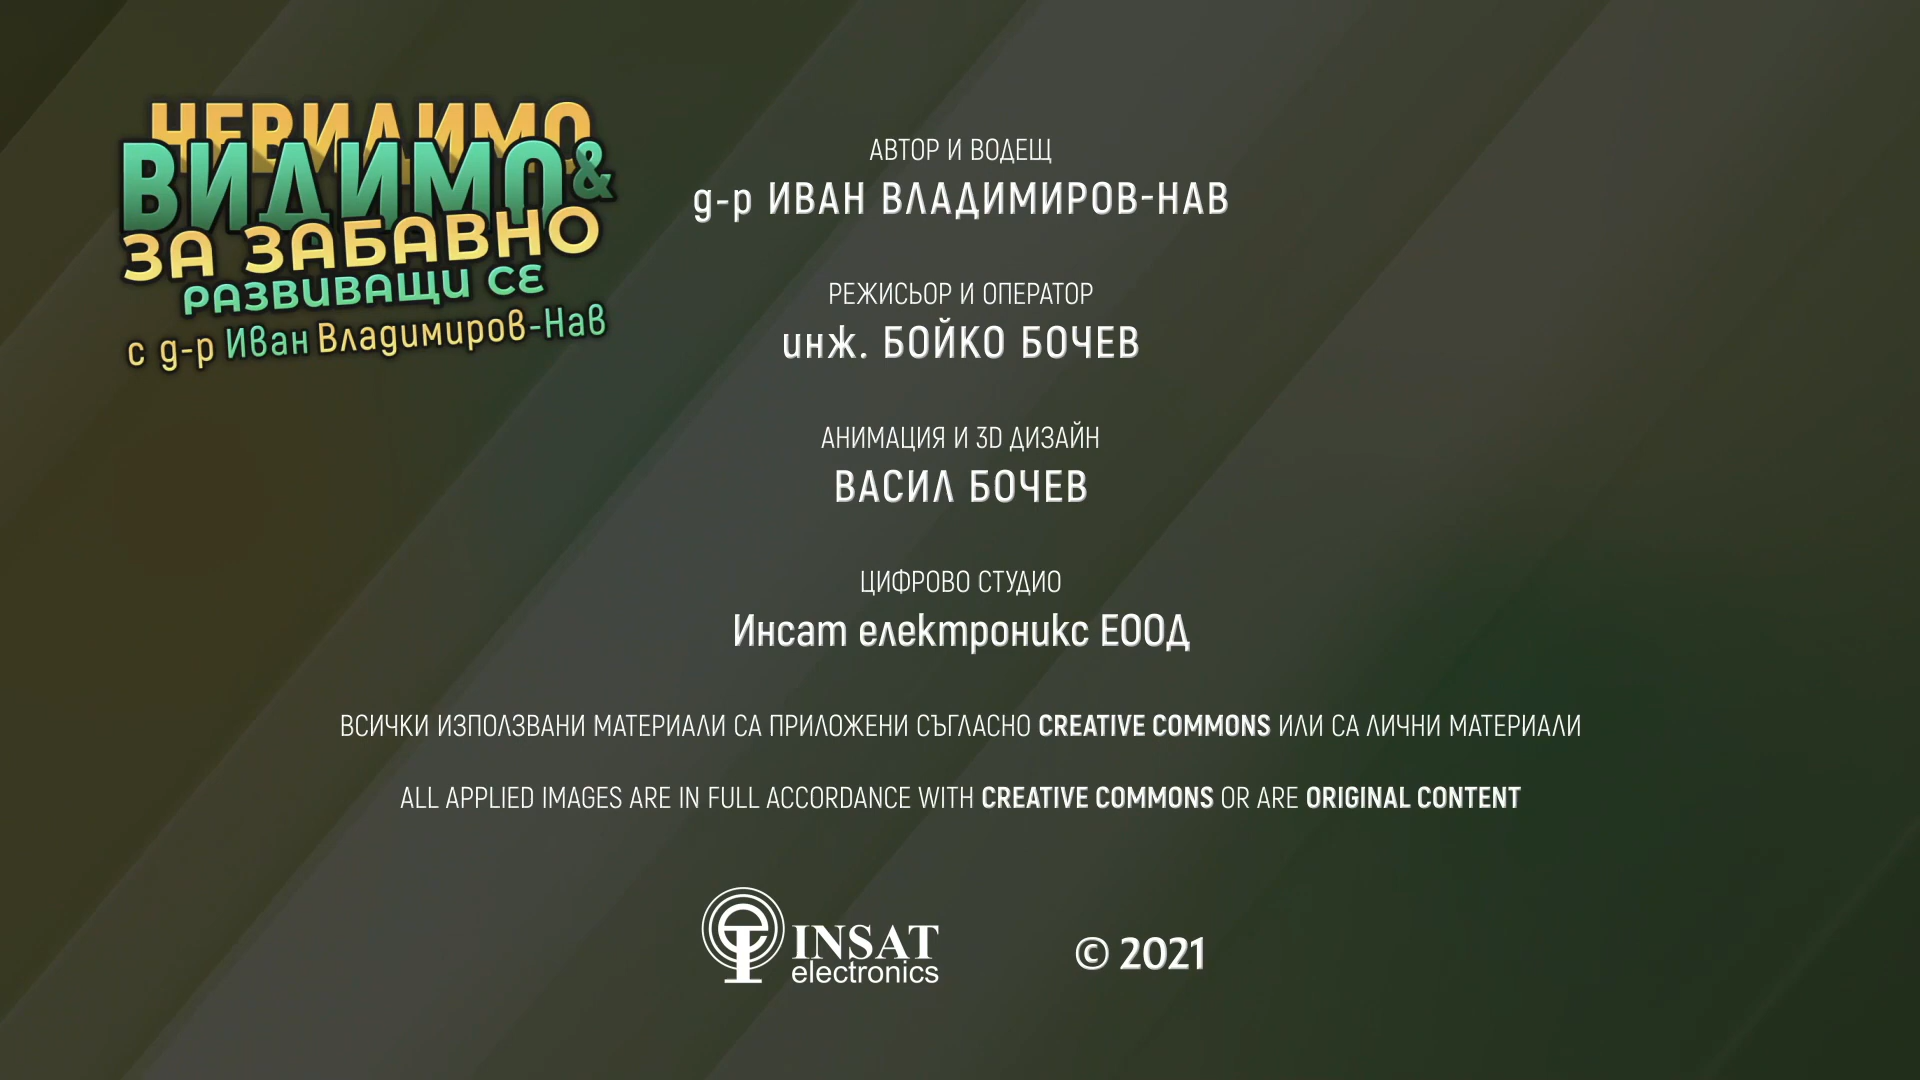 НЕВИДИМО
ВИДИМО &
ЗА ЗАБАВНО
РАЗВИВАЩИ СЕ
с д-р Иван Владимиров-Нав
АВТОР И ВОДЕЩ
д-р ИВАН ВЛАДИМИРОВ-НАВ
РЕЖИСЬОР И ОПЕРАТОР
инж. БОЙКО БОЧЕВ
АНИМАЦИЯ И 3D ДИЗАЙН
ВАСИЛ БОЧЕВ
ЦИФРОВО СТУДИО
Инсат електроникс ЕООД
ВСИЧКИ ИЗПОЛЗВАНИ МАТЕРИАЛИ СА ПРИЛОЖЕНИ СЪГЛАСНО CREATIVE COMMONS ИЛИ СА ЛИЧНИ МАТЕРИАЛИ
ALL APPLIED IMAGES ARE IN FULL ACCORDANCE WITH CREATIVE COMMONS OR ARE ORIGINAL CONTENT
INSAT
electronics
© 2021